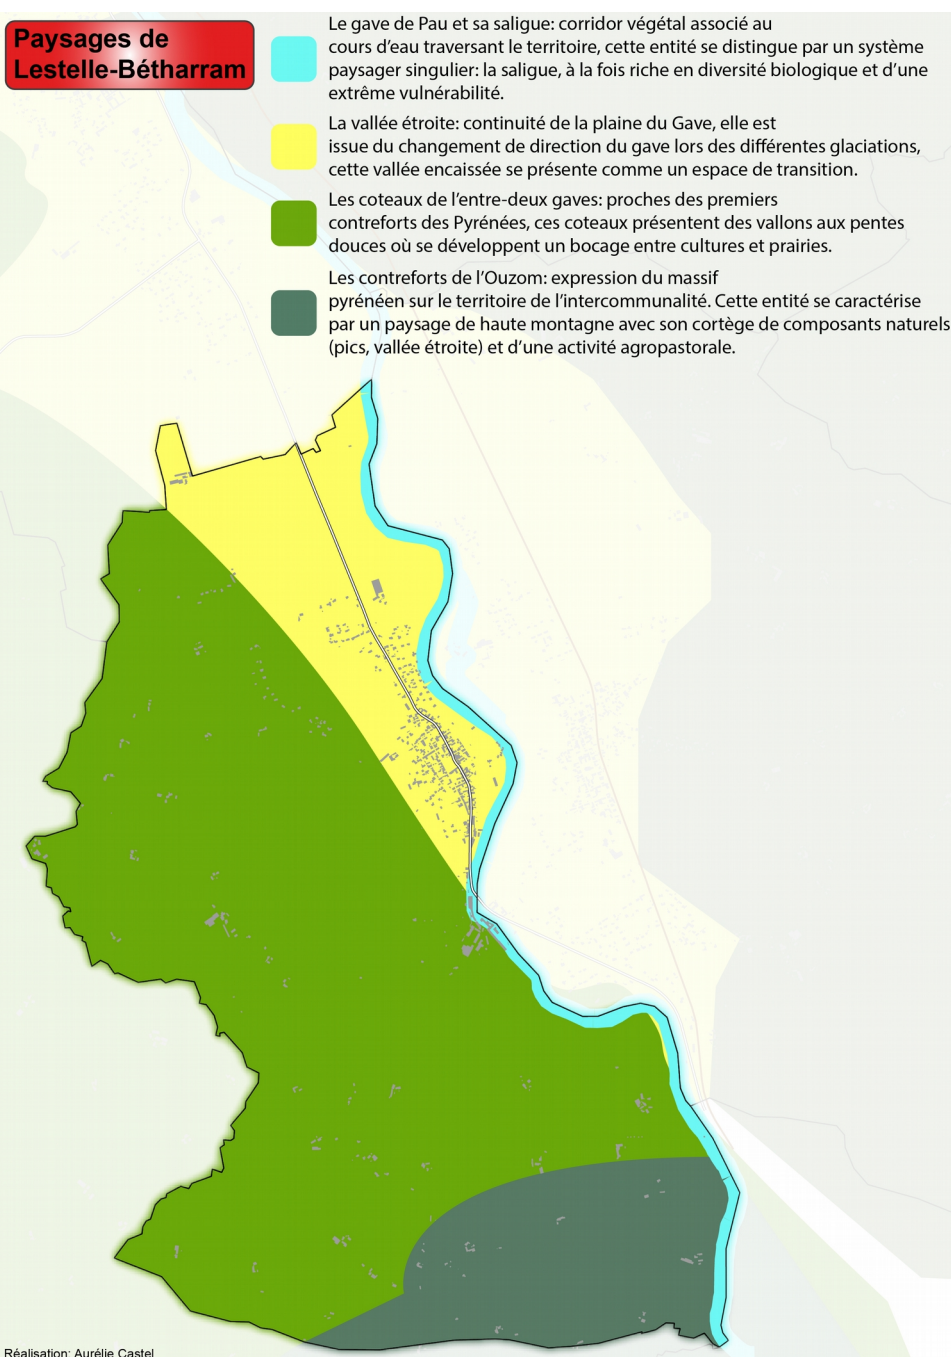 Paysages de
Lestelle-Bétharram
Le gave de Pau et sa saligue: corridor végétal associé au
cours d'eau traversant le territoire, cette entité se distingue par un système
paysager singulier: la saligue, à la fois riche en diversité biologique et d'une
extrême vulnérabilité.
La vallée étroite: continuité de la plaine du Gave, elle est
issue du changement de direction du gave lors des différentes glaciations,
cette vallée encaissée se présente comme un espace de transition.
Les coteaux de l'entre-deux gaves: proches des premiers
contreforts des Pyrénées, ces coteaux présentent des vallons aux pentes
douces où se développent un bocage entre cultures et prairies.
Les contreforts de l'Ouzom: expression du massif
pyrénéen sur le territoire de l'intercommunalité. Cette entité se caractérise
par un paysage de haute montagne avec son cortège de composants naturels
(pics, vallée étroite) et d'une activité agropastorale.
Réalisation: Aurélie Castel